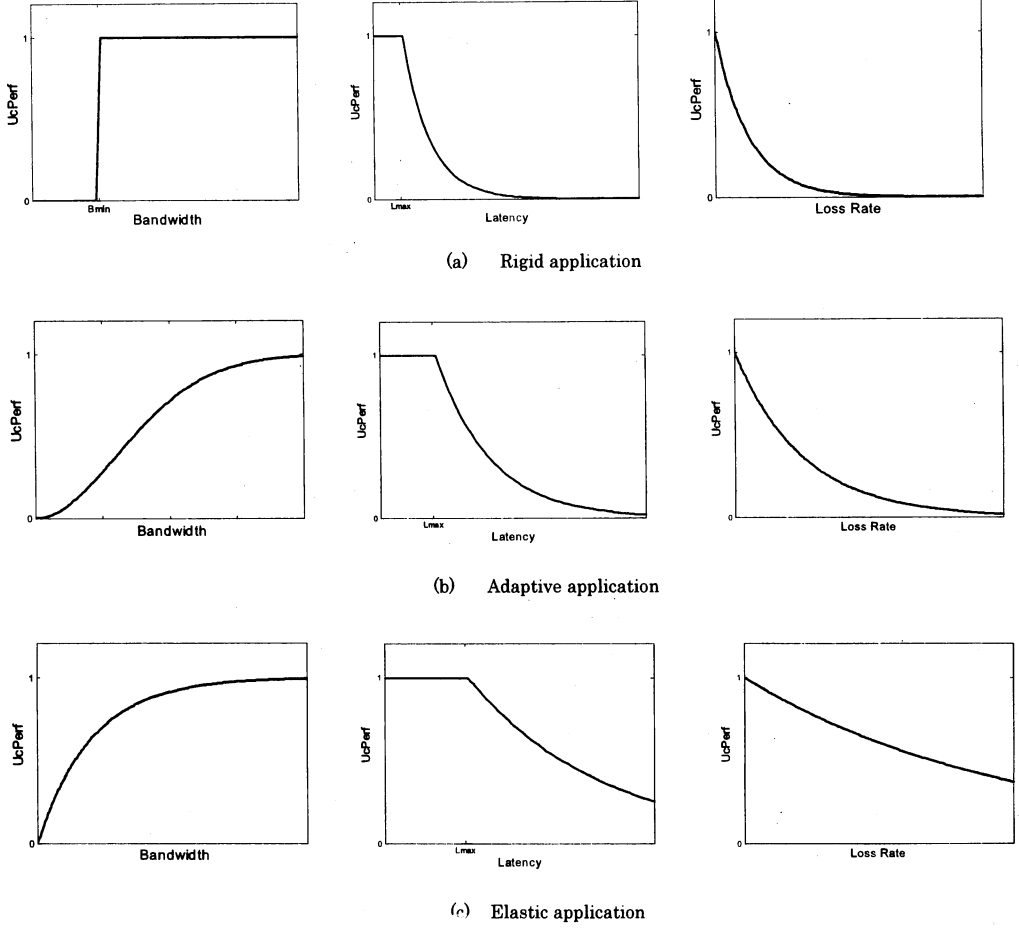 1
UcPerf
0
Bmin
Bandwidth
1
UcPerf
0
Lmax
Latency
1
UcPerf
0
Loss Rate
(a) Rigid application
1
UcPerf
0
Bandwidth
1
UcPerf
0
Lmax
Latency
1
UcPerf
0
Loss Rate
(b) Adaptive application
1
UcPerf
0
Bandwidth
1
UcPerf
0
Lmax
Latency
1
UcPerf
0
Loss Rate
(c) Elastic application